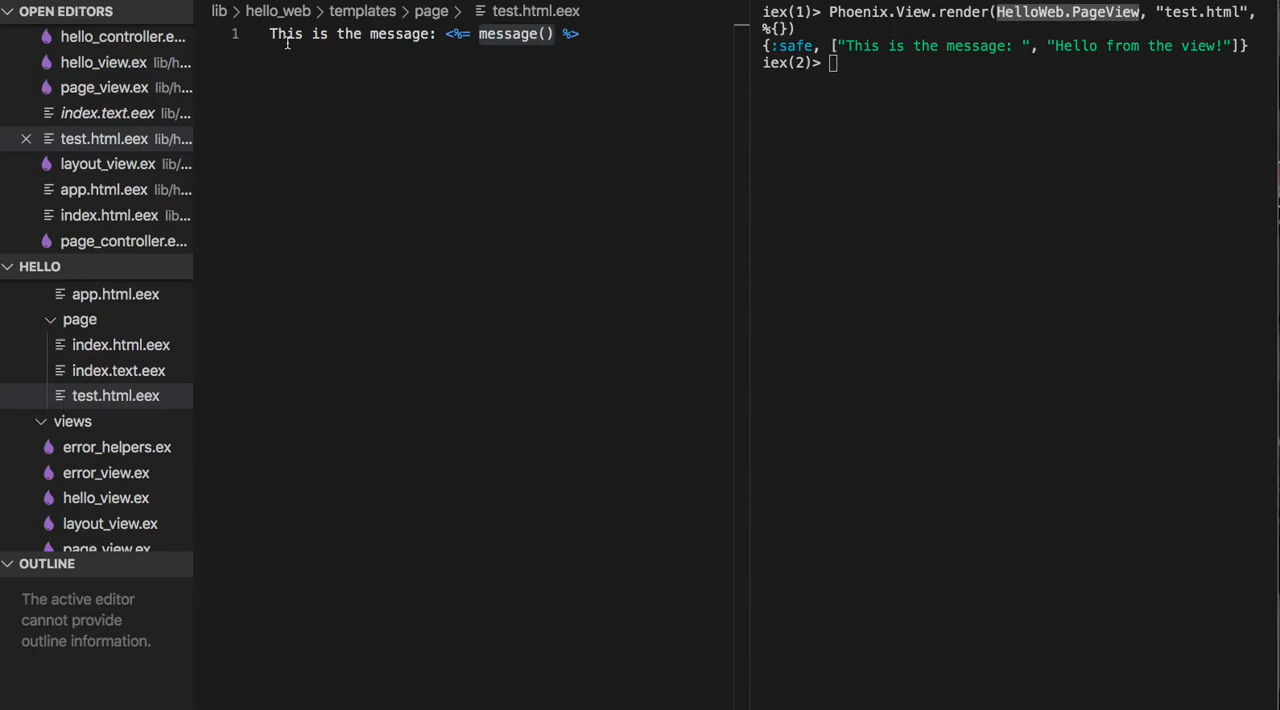 OPEN EDITORS
hello_controller.e...
hello_view.ex lib/h...
page_view.ex lib/h...
index.text.eex lib/...
test.html.eex lib/h...
layout_view.ex lib/...
app.html.eex lib/h...
index.html.eex lib...
page_controller.e...
HELLO
app.html.eex
page
index.html.eex
index.text.eex
test.html.eex
views
error_helpers.ex
error_view.ex
hello_view.ex
layout_view.ex
page_view.ex
OUTLINE
The active editor
cannot provide
outline information.
lib > hello_web > templates > page > test.html.eex
1 This is the message: <%= message() %>
iex(1)> Phoenix.View.render(HelloWeb.PageView, "test.html",
%{})
{:safe, ["This is the message: ", "Hello from the view!"]}
iex(2)>